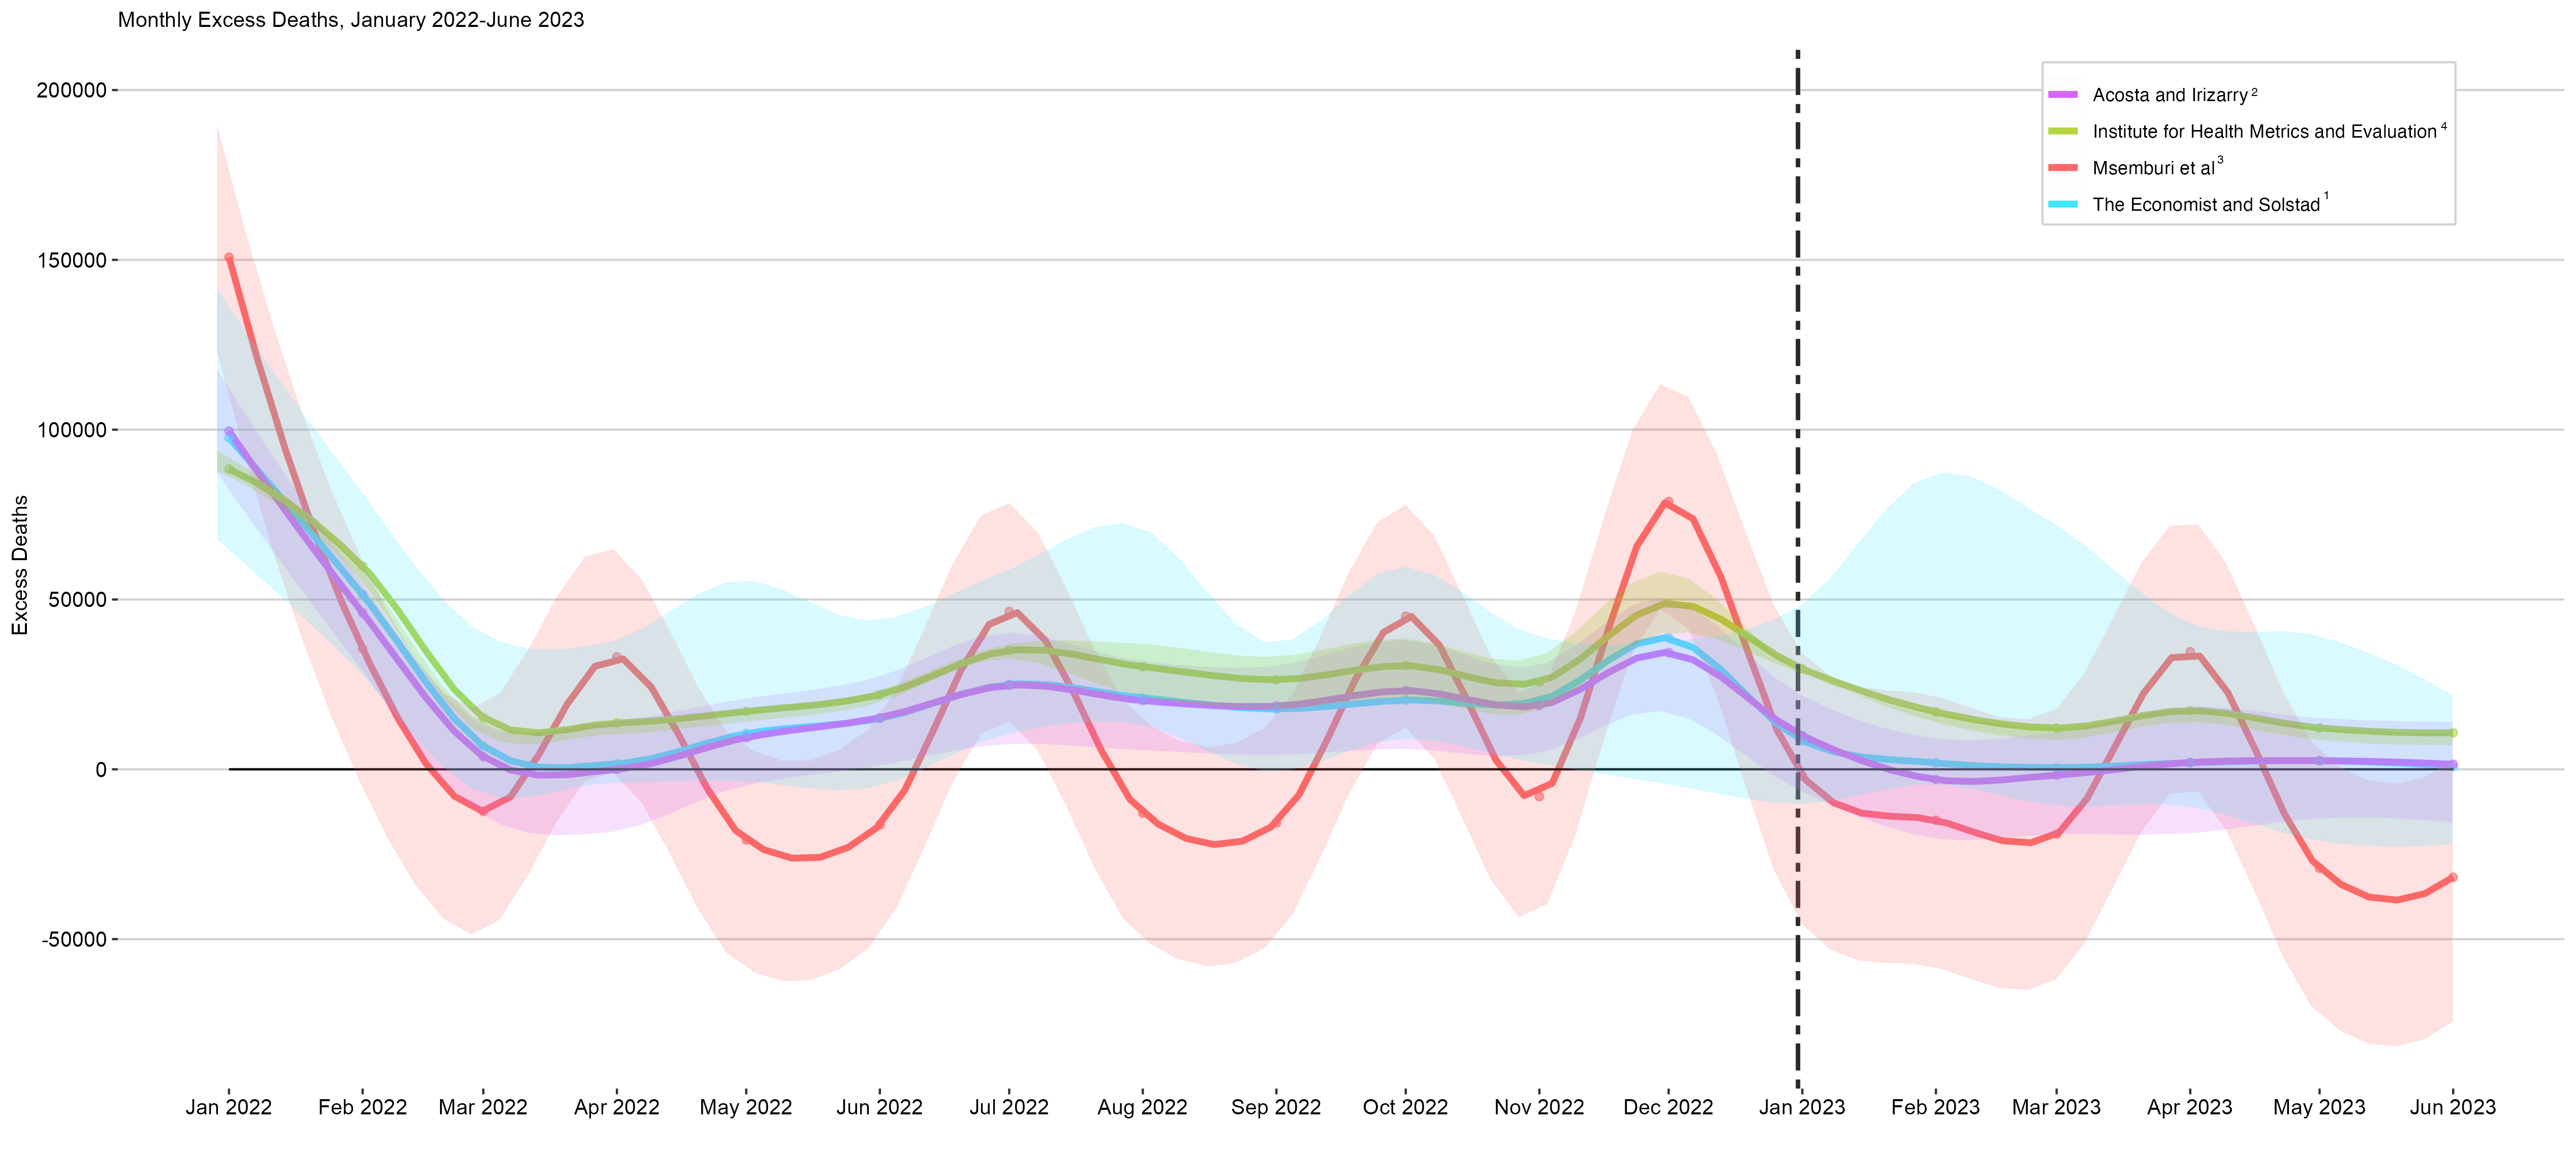 Monthly Excess Deaths, January 2022-June 2023
200000
150000
100000
50000
0
-50000
Excess Deaths
Acosta and Irizarry 2
Institute for Health Metrics and Evaluation 4
Msemburi et al 3
The Economist and Solstad 1
Jan 2022 Feb 2022 Mar 2022 Apr 2022 May 2022 Jun 2022 Jul 2022 Aug 2022 Sep 2022 Oct 2022 Nov 2022 Dec 2022 Jan 2023 Feb 2023 Mar 2023 Apr 2023 May 2023 Jun 2023